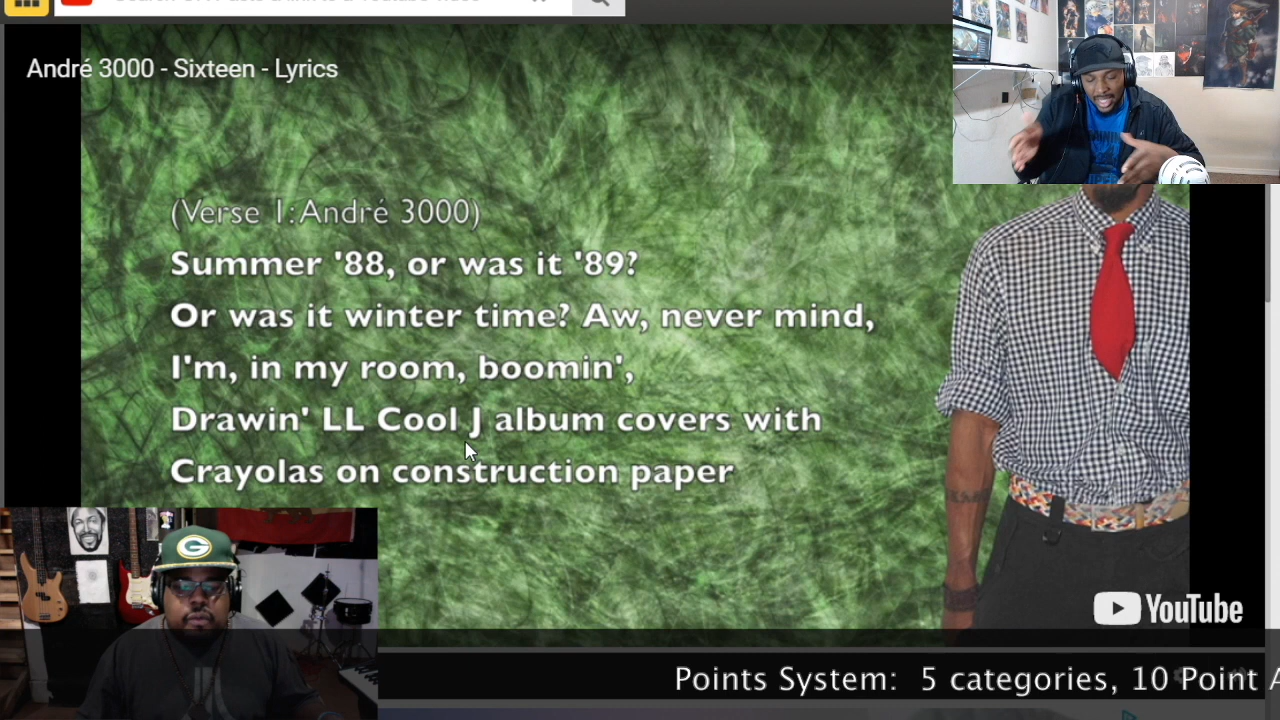 André 3000 - Sixteen - Lyrics
(Verse 1: André 3000)
Summer '88, or was it '89?
Or was it winter time? Aw, never mind,
I'm, in my room, boomin',
Drawin' LL Cool J album covers with
Crayolas on construction paper
G
YouTube
Points System: 5 categories, 10 Point A